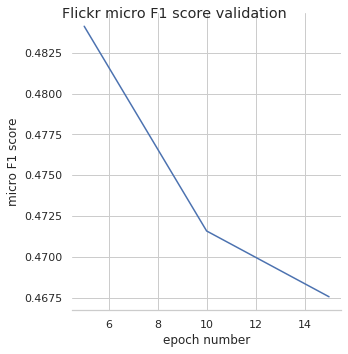 Flickr micro F1 score validation
0.4825
0.4800
0.4775
0.4750
0.4725
0.4700
0.4675
micro F1 score
6 8 10 12 14
epoch number